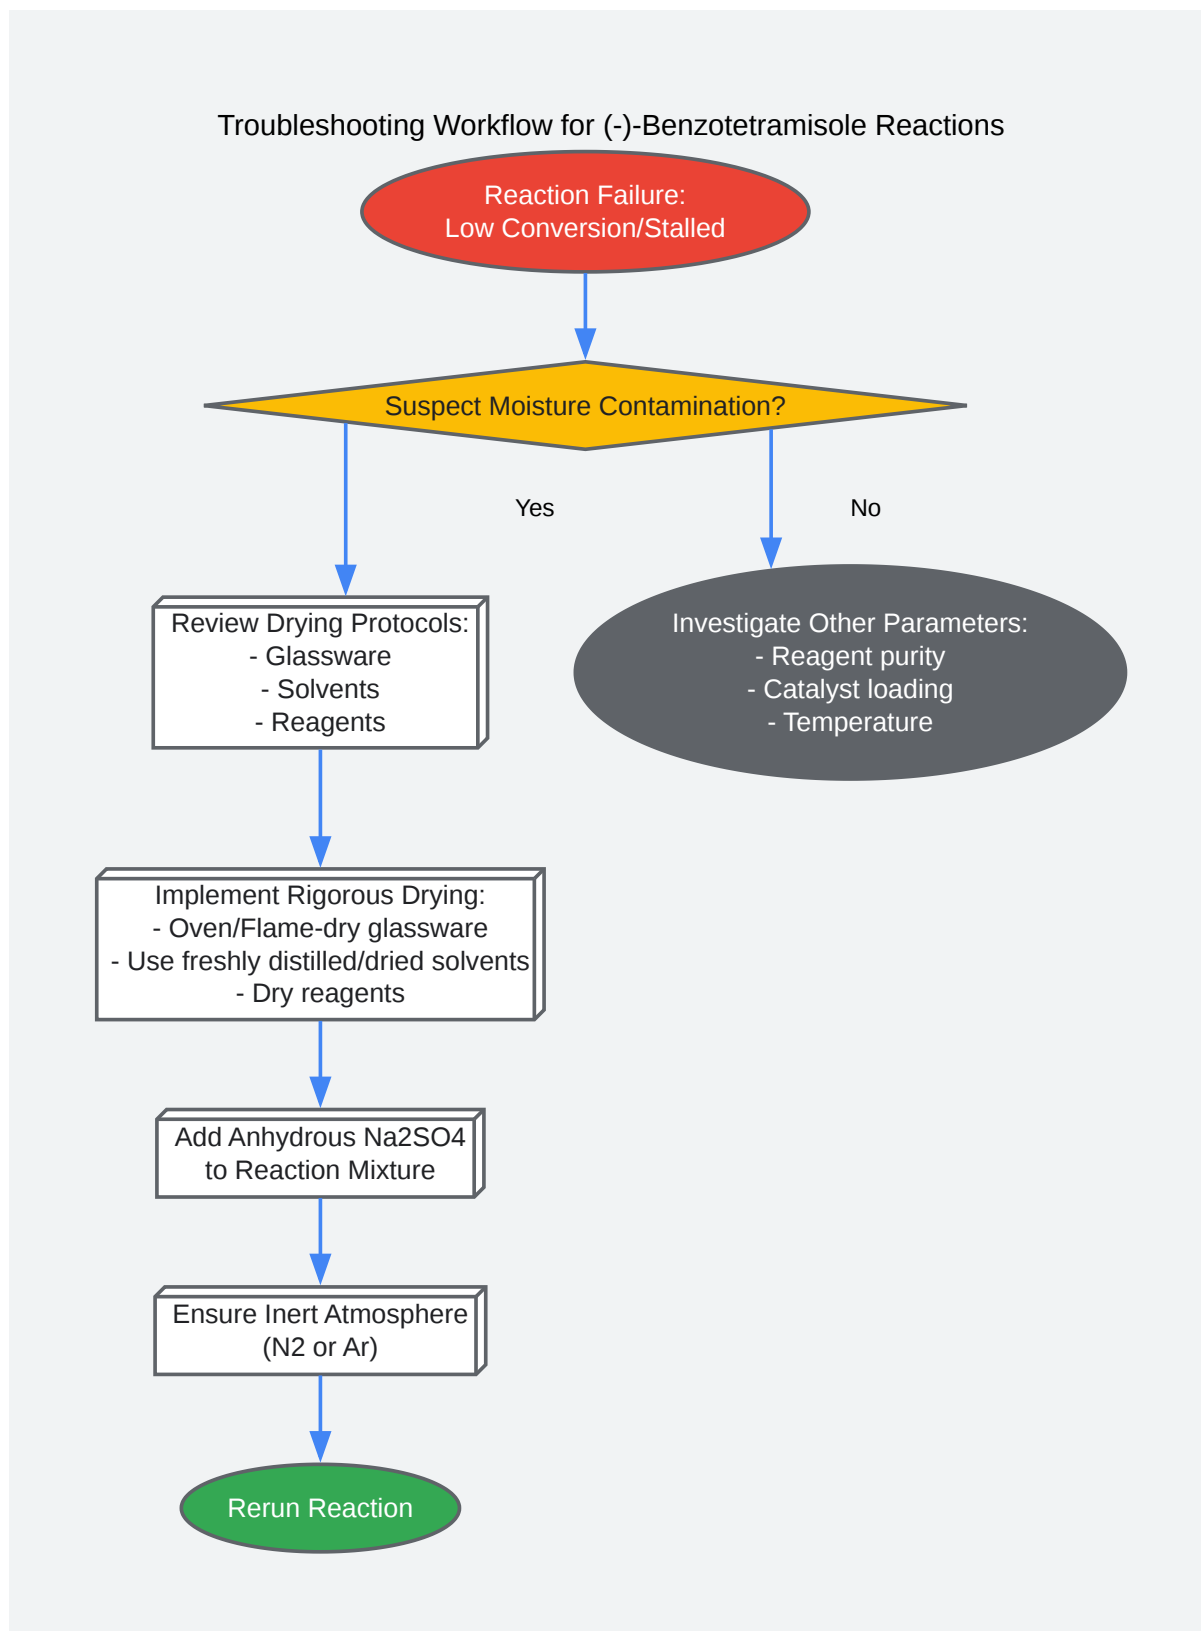 Troubleshooting Workflow for (-)-Benzotetramisole Reactions
Reaction Failure:
Low Conversion/Stalled
Suspect Moisture Contamination?
Yes
No
Review Drying Protocols:
- Glassware
- Solvents
- Reagents
Investigate Other Parameters:
- Reagent purity
- Catalyst loading
- Temperature
Implement Rigorous Drying:
- Oven/Flame-dry glassware
- Use freshly distilled/dried solvents
- Dry reagents
Add Anhydrous Na2SO4
to Reaction Mixture
Ensure Inert Atmosphere
(N2 or Ar)
Rerun Reaction